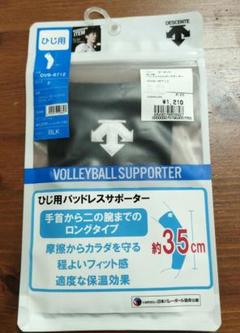 ひじ用
DESCENTE
BLK
¥1,210
VOLLEYBALL SUPPORTER
ひじ用パッドレスサポーター
手首から二の腕までの
ロングタイプ
摩擦からカラダを守る
程よいフィット感
適度な保温効果
約35cm